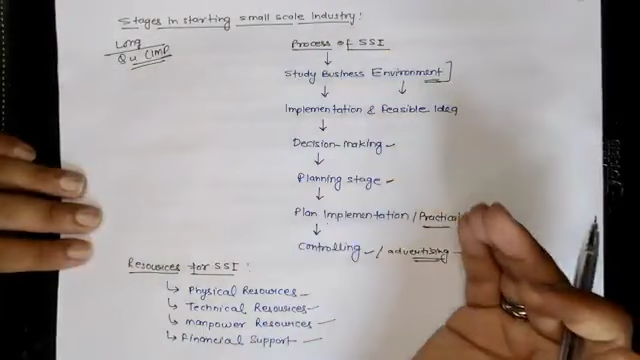 Stages in starting small scale Industry:
Long
Qu (IMP
Process of SSI
↓
Study Business Environment
↓ ↓
Implementation & Feasible Idea
↓
Decision-making
↓
Planning stage
↓
Plan Implementation / Practical
↓
Controlling / advertising
Resources for SSI:
↳ Physical Resources
↳ Technical Resources
↳ manpower Resources
↳ Financial Support